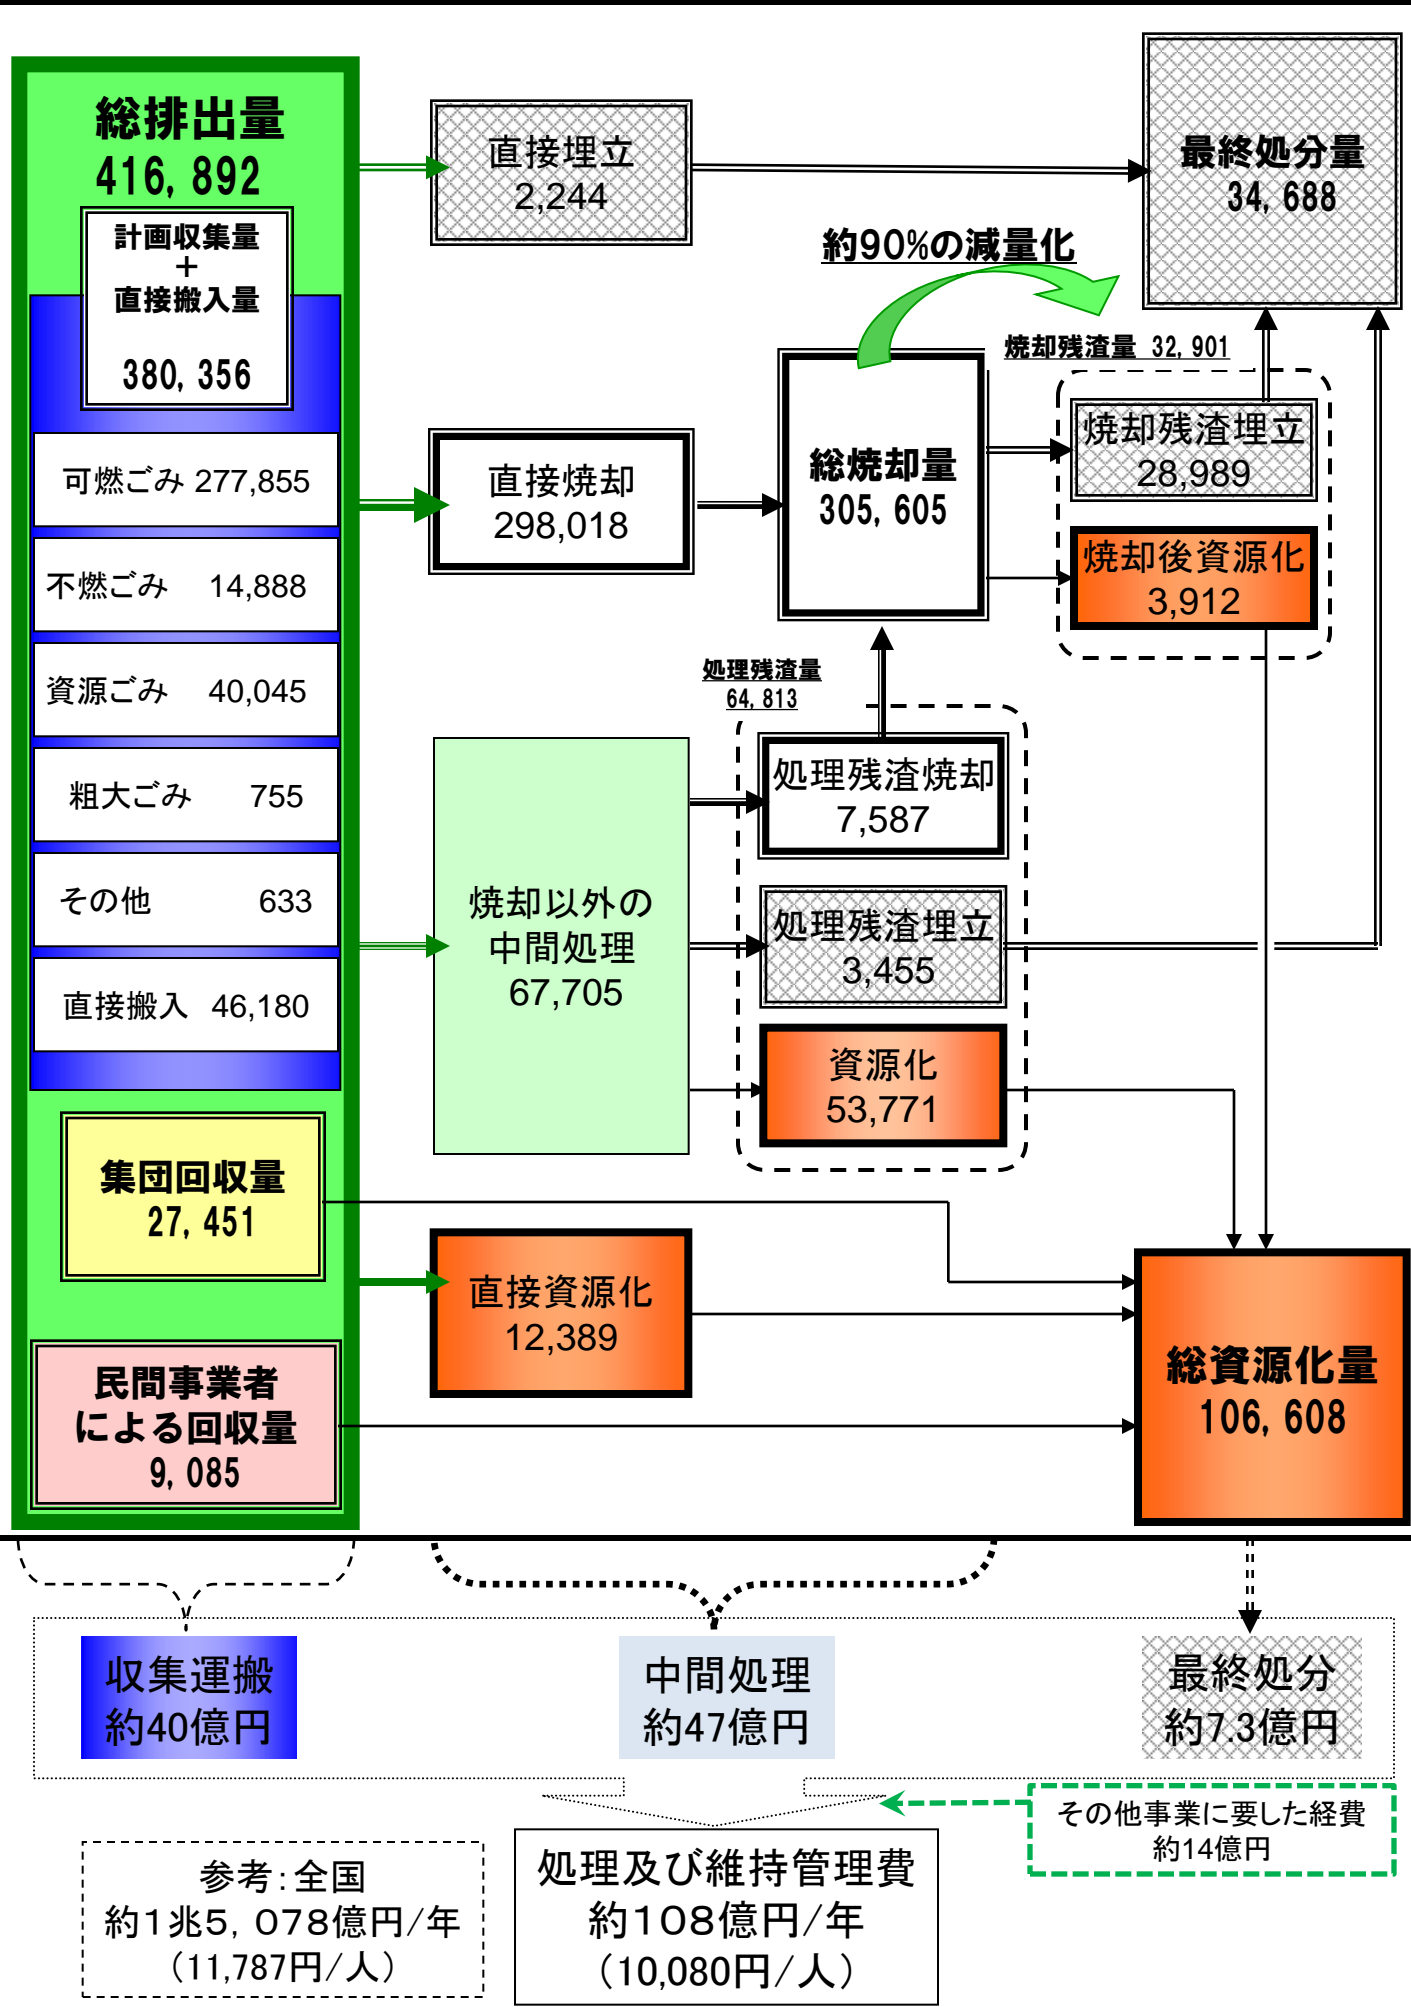 総排出量
416,892
計画収集量
+
直接搬入量
380,356
可燃ごみ 277,855
不燃ごみ 14,888
資源ごみ 40,045
粗大ごみ 755
その他 633
直接搬入 46,180
集団回収量
27,451
民間事業者
による回収量
9,085
直接埋立
2,244
直接焼却
298,018
焼却以外の
中間処理
67,705
直接資源化
12,389
約90%の減量化
総焼却量
305,605
処理残渣量
64,813
処理残渣焼却
7,587
処理残渣埋立
3,455
資源化
53,771
最終処分量
34,688
焼却残渣量 32,901
焼却残渣埋立
28,989
焼却後資源化
3,912
総資源化量
106,608
収集運搬
約40億円
中間処理
約47億円
最終処分
約7.3億円
その他事業に要した経費
約14億円
参考:全国
約1兆5,078億円/年
(11,787円/人)
処理及び維持管理費
約108億円/年
(10,080円/人)